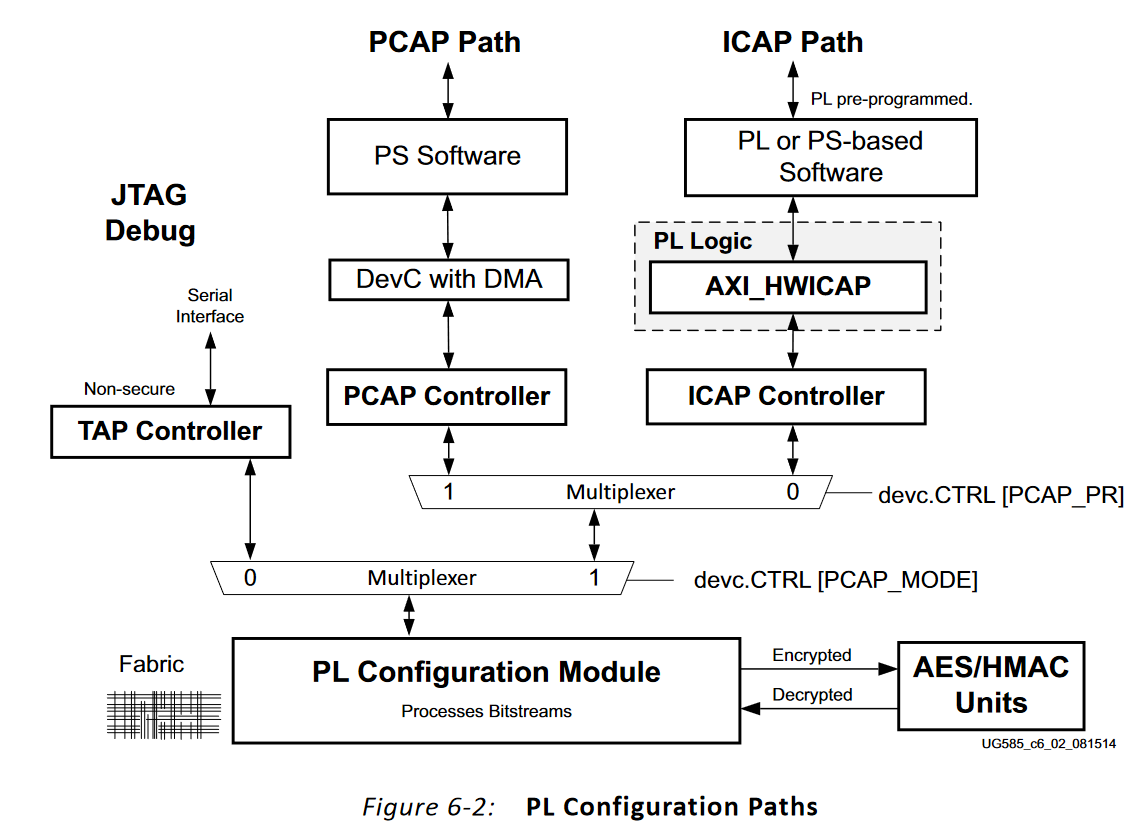 PCAP Path
ICAP Path
PL pre-programmed.
PS Software
PL or PS-based
Software
JTAG
Debug
PL Logic
DevC with DMA
AXI_HWICAP
Serial
Interface
Non-secure
PCAP Controller
ICAP Controller
TAP Controller
1 Multiplexer 0
devc.CTRL [PCAP_PR]
0 Multiplexer 1
devc.CTRL [PCAP_MODE]
Fabric
PL Configuration Module
Processes Bitstreams
Encrypted
Decrypted
AES/HMAC
Units
UG585_c6_02_081514
Figure 6-2: PL Configuration Paths